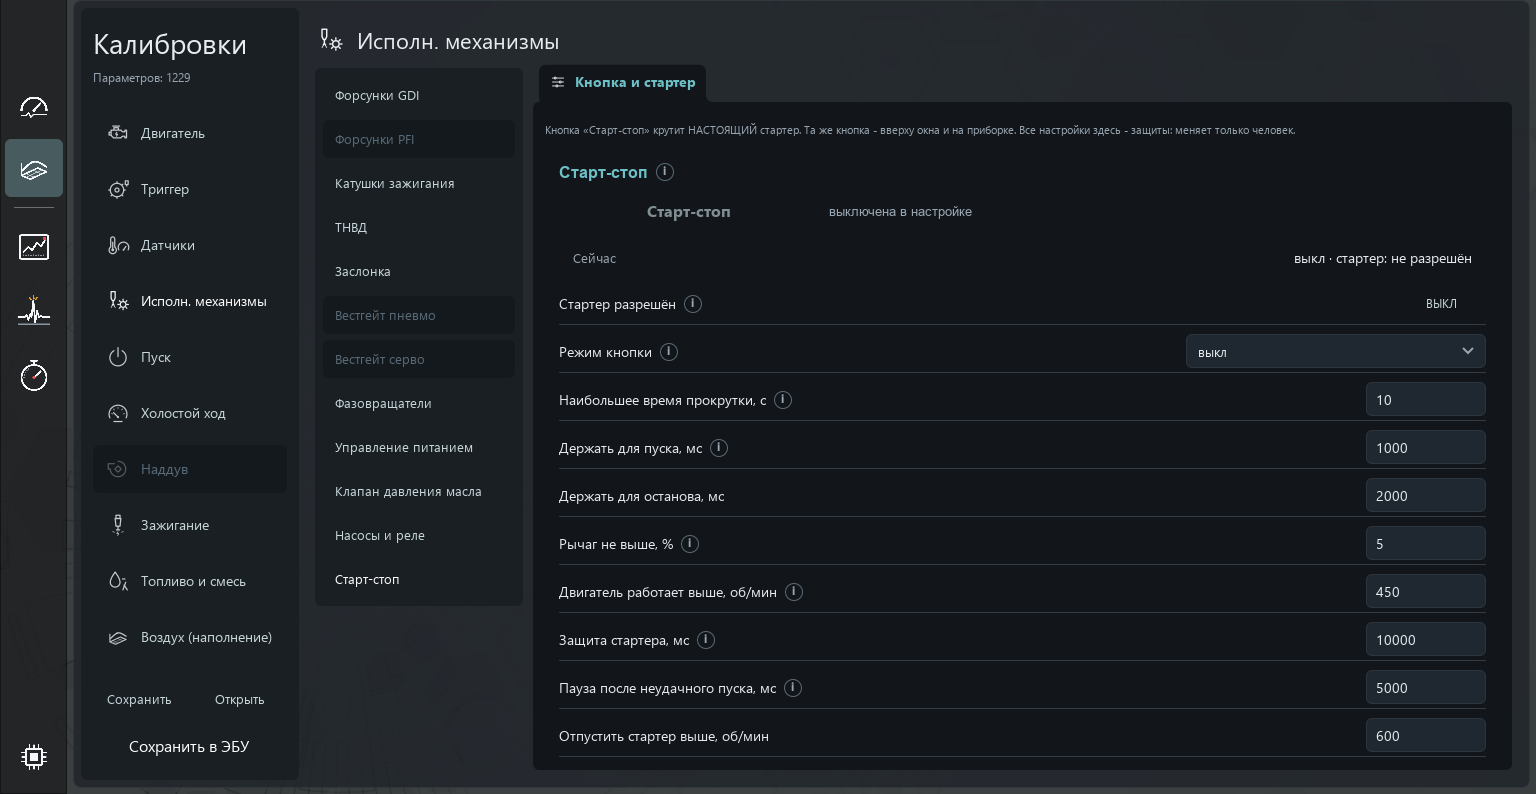 Калибровки
Параметров: 1229
Двигатель
Триггер
Датчики
Исполн. механизмы
Пуск
Холостой ход
Наддув
Зажигание
Топливо и смесь
Воздух (наполнение)
Сохранить
Открыть
Сохранить в ЭБУ
Исполн. механизмы
Форсунки GDI
Форсунки PFI
Катушки зажигания
ТНВД
Заслонка
Вестгейт пневмо
Вестгейт серво
Фазовращатели
Управление питанием
Клапан давления масла
Насосы и реле
Старт-стоп
Кнопка и стартер
Кнопка «Старт-стоп» крутит НАСТОЯЩИЙ стартер. Та же кнопка - вверху окна и на приборке. Все настройки здесь - защиты: меняет только человек.
Старт-стоп
Старт-стоп выключена в настройке
Сейчас выкл · стартер: не разрешён
Стартер разрешён ВЫКЛ
Режим кнопки выкл
Наибольшее время прокрутки, с 10
Держать для пуска, мс 1000
Держать для останова, мс 2000
Рычаг не выше, % 5
Двигатель работает выше, об/мин 450
Защита стартера, мс 10000
Пауза после неудачного пуска, мс 5000
Отпустить стартер выше, об/мин 600